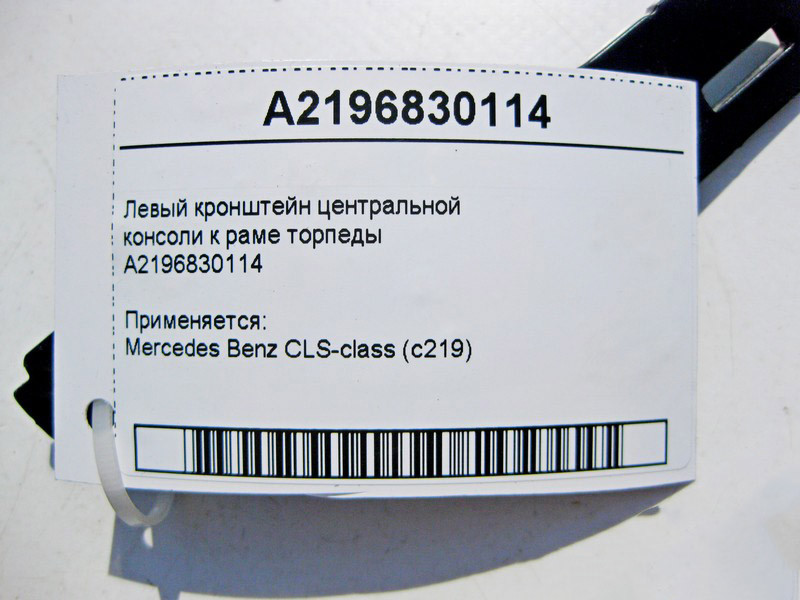 A2196830114
Левый кронштейн центральной
консоли к раме торпеды
A2196830114
Применяется:
Mercedes Benz CLS-class (c219)